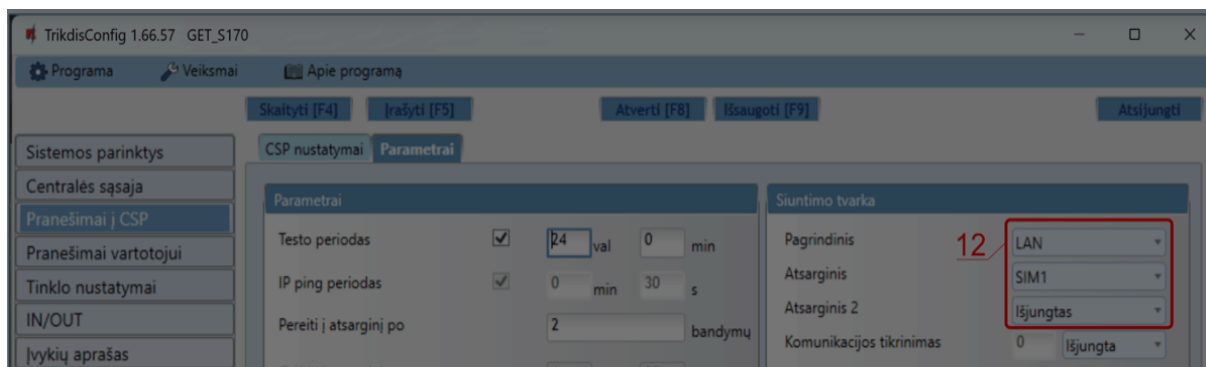 TrikdisConfig 1.66.57 GET_S170
Programa Veiksmai Apie programą
Skaityti [F4] Įrašyti [F5] Atverti [F8] Išsaugoti [F9] Atsijungti
Sistemos parinktys
Centralės sąsaja
Pranešimai į CSP
Pranešimai vartotojui
Tinklo nustatymai
IN/OUT
Įvykių aprašas
CSP nustatymai Parametrai
Parametrai
Testo periodas 24 val 0 min
IP ping periodas 0 min 30 s
Pereiti į atsarginį po 2 bandymų
Siuntimo tvarka
Pagrindinis 12 LAN
Atsarginis SIM1
Atsarginis 2 Išjungtas
Komunikacijos tikrinimas 0 Išjungta